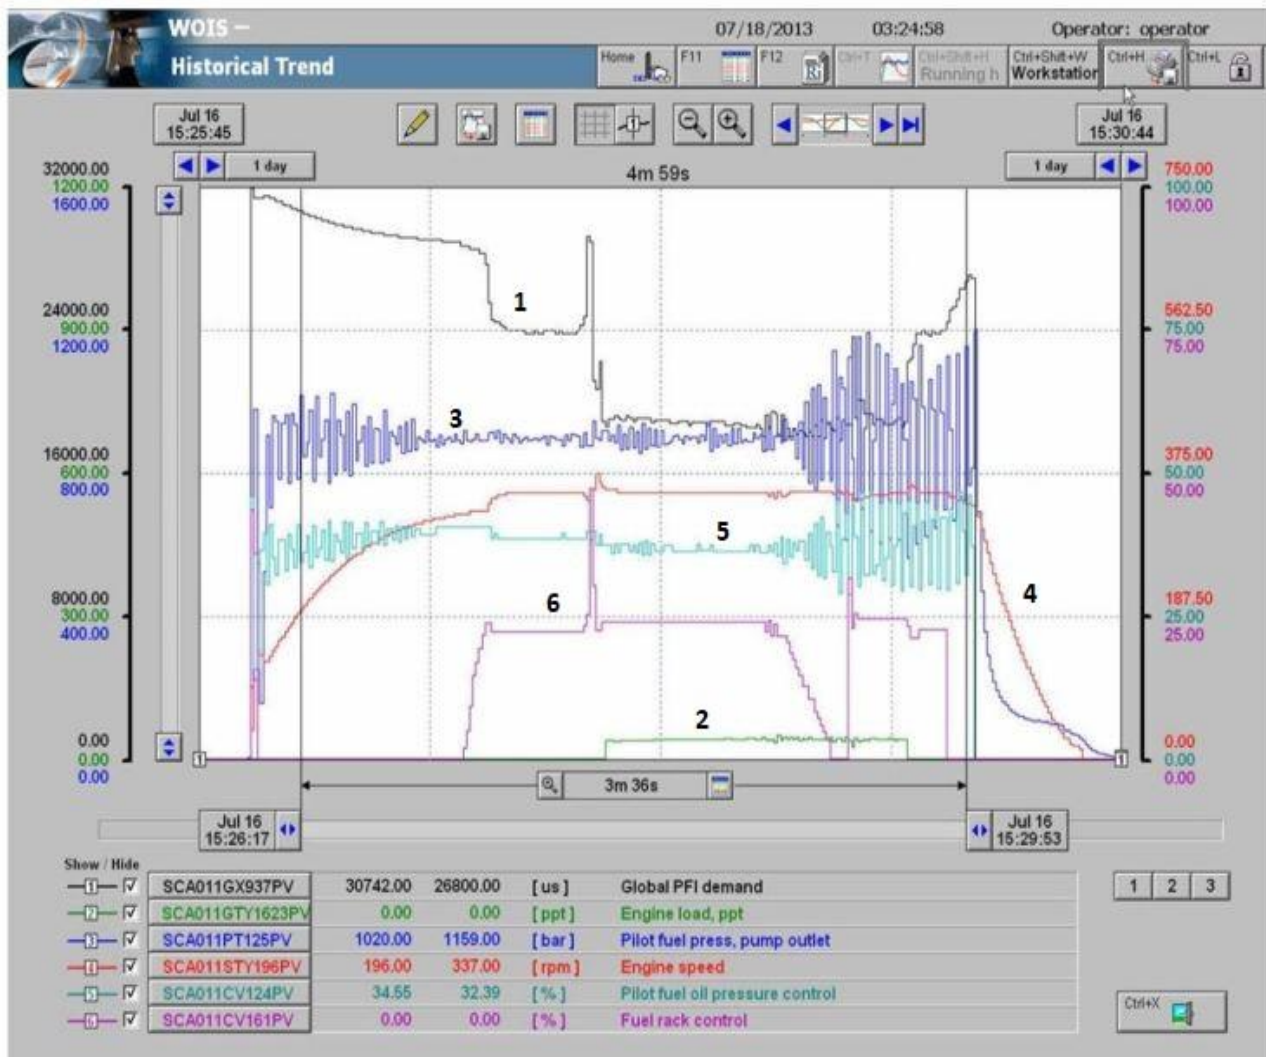 WOIS – 07/18/2013 03:24:58 Operator: operator
Historical Trend Home F11 F12 Ctrl+T Ctrl+Shift+H Running h Ctrl+Shift+W Workstation Ctrl+H Ctrl+L
Jul 16 15:25:45
Jul 16 15:30:44
1 day
4m 59s
1 day
32000.00
1200.00
1600.00
24000.00
900.00
1200.00
16000.00
600.00
800.00
8000.00
300.00
400.00
0.00
0.00
0.00
750.00
100.00
100.00
562.50
75.00
75.00
375.00
50.00
50.00
187.50
25.00
25.00
0.00
0.00
0.00
1
3
5
6
4
2
1
1
3m 36s
Jul 16 15:26:17
Jul 16 15:29:53
Show / Hide
1 SCA011GX937PV 30742.00 26800.00 [us] Global PFI demand
2 SCA011GTY1623PV 0.00 0.00 [ppt] Engine load, ppt
3 SCA011PT125PV 1020.00 1159.00 [bar] Pilot fuel press, pump outlet
4 SCA011STY196PV 196.00 337.00 [rpm] Engine speed
5 SCA011CV124PV 34.55 32.39 [%] Pilot fuel oil pressure control
6 SCA011CV161PV 0.00 0.00 [%] Fuel rack control
1 2 3
Ctrl+X